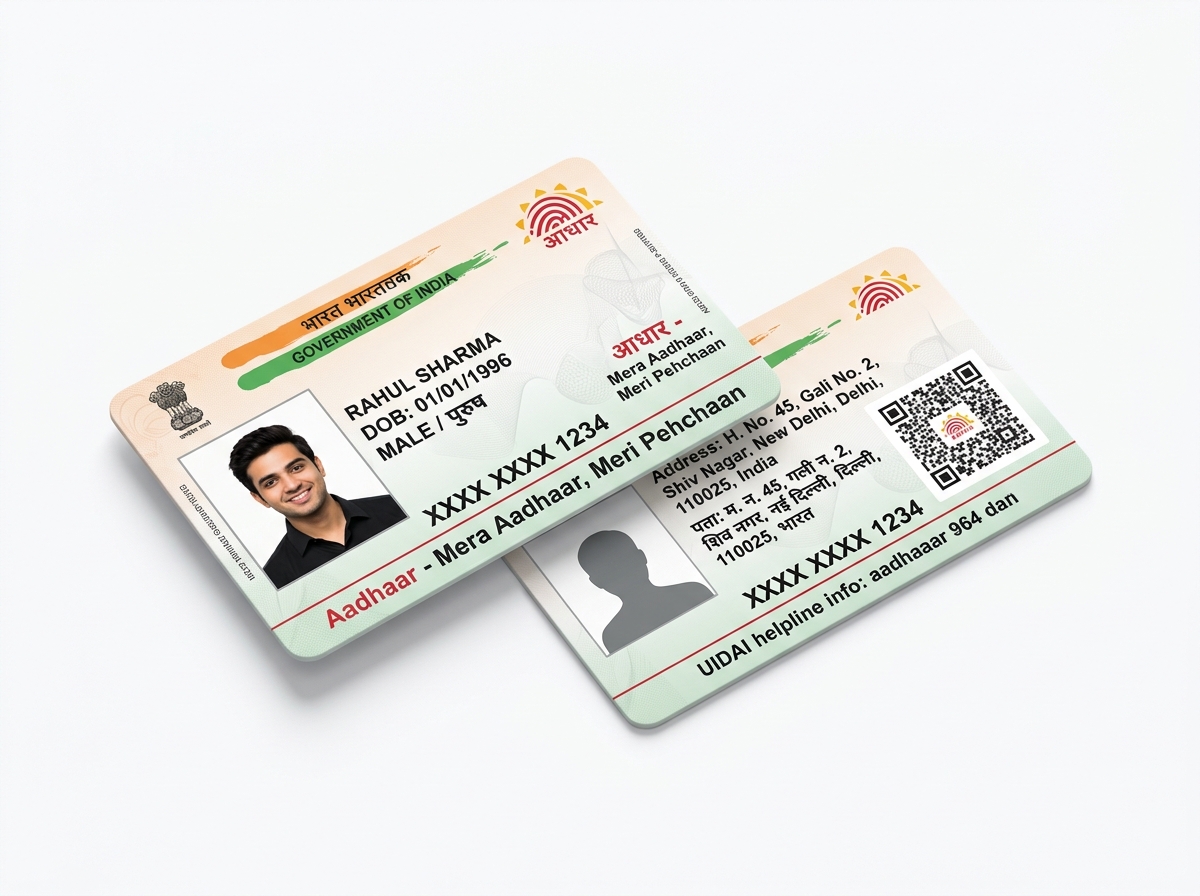 आधार
भारत भारतवक
GOVERNMENT OF INDIA
RAHUL SHARMA
DOB: 01/01/1996
MALE / पुरुष
आधार -
Mera Aadhaar,
Meri Pehchaan
XXXX XXXX 1234
Aadhaar - Mera Aadhaar, Meri Pehchaan
Address: H. No. 45, Gali No. 2,
Shiv Nagar, New Delhi, Delhi,
110025, India
पता: म. न. 45, गली न, 2,
शिव नगर, नई दिल्ली, दिल्ली,
110025, भारत
XXXX XXXX 1234
UIDAI helpline info: aadhaaar 964 dan